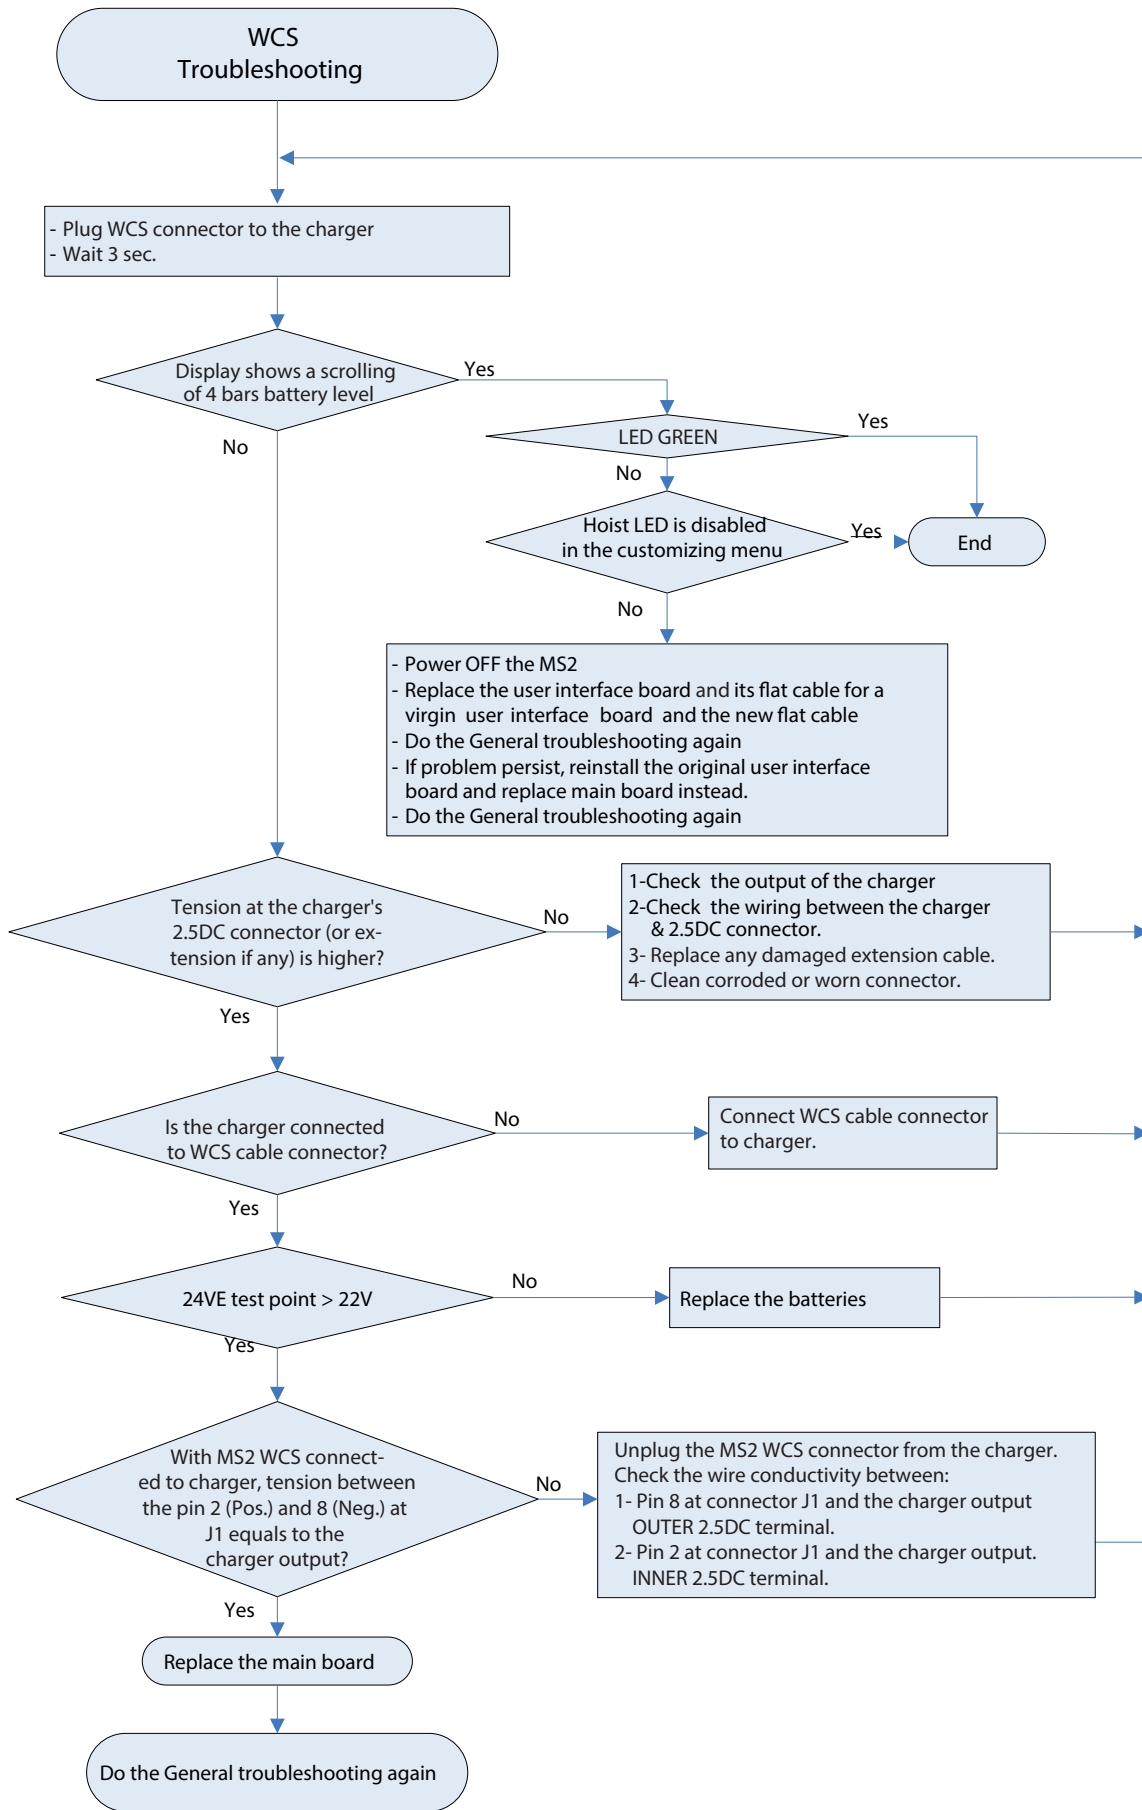 WCS
Troubleshooting
- Plug WCS connector to the charger
- Wait 3 sec.
Display shows a scrolling
of 4 bars battery level
Yes
No
LED GREEN
Yes
No
Hoist LED is disabled
in the customizing menu
Yes
End
No
- Power OFF the MS2
- Replace the user interface board and its flat cable for a
virgin user interface board and the new flat cable
- Do the General troubleshooting again
- If problem persist, reinstall the original user interface
board and replace main board instead.
- Do the General troubleshooting again
Tension at the charger's
2.5DC connector (or ex-
tension if any) is higher?
No
1-Check the output of the charger
2-Check the wiring between the charger
& 2.5DC connector.
3- Replace any damaged extension cable.
4- Clean corroded or worn connector.
Yes
Is the charger connected
to WCS cable connector?
No
Connect WCS cable connector
to charger.
Yes
24VE test point > 22V
No
Replace the batteries
Yes
With MS2 WCS connect-
ed to charger, tension between
the pin 2 (Pos.) and 8 (Neg.) at
J1 equals to the
charger output?
No
Unplug the MS2 WCS connector from the charger.
Check the wire conductivity between:
1- Pin 8 at connector J1 and the charger output
OUTER 2.5DC terminal.
2- Pin 2 at connector J1 and the charger output.
INNER 2.5DC terminal.
Yes
Replace the main board
Do the General troubleshooting again